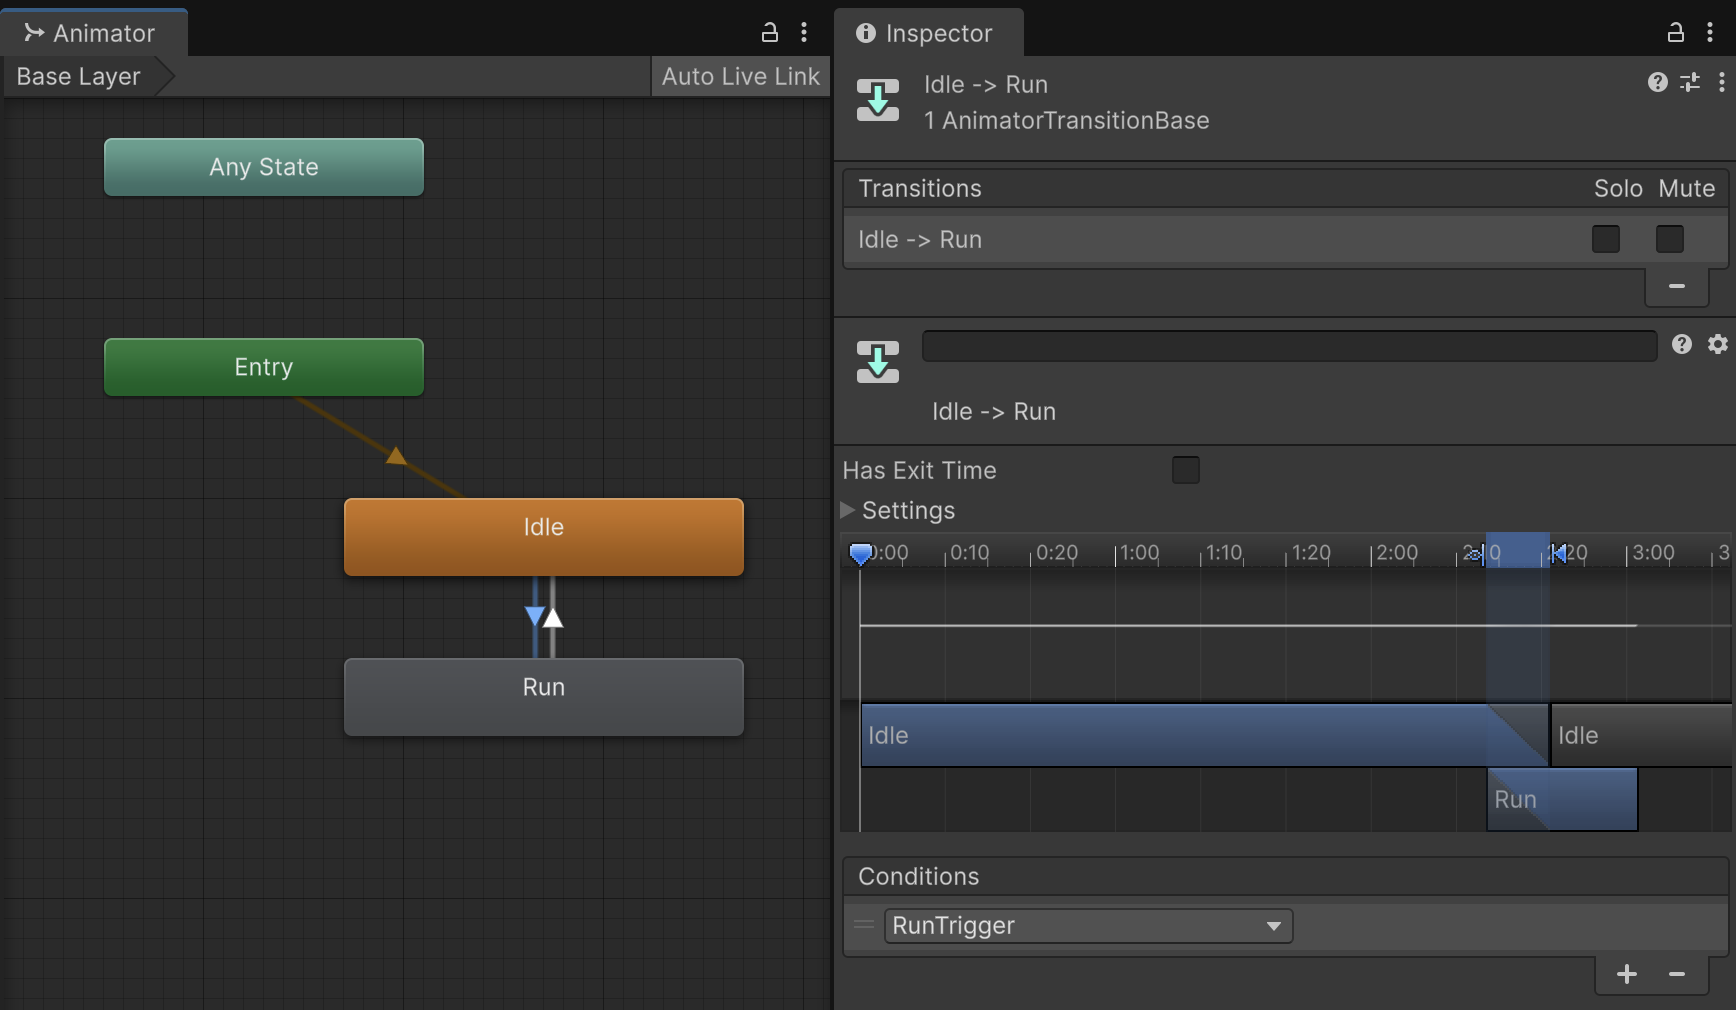 Animator
Base Layer
Auto Live Link
Any State
Entry
Idle
Run
Inspector
Idle -> Run
1 AnimatorTransitionBase
Transitions Solo Mute
Idle -> Run
Idle -> Run
Has Exit Time
Settings
0:00 0:10 0:20 1:00 1:10 1:20 2:00 2:10 2:20 3:00 3
Idle Idle
Run
Conditions
RunTrigger